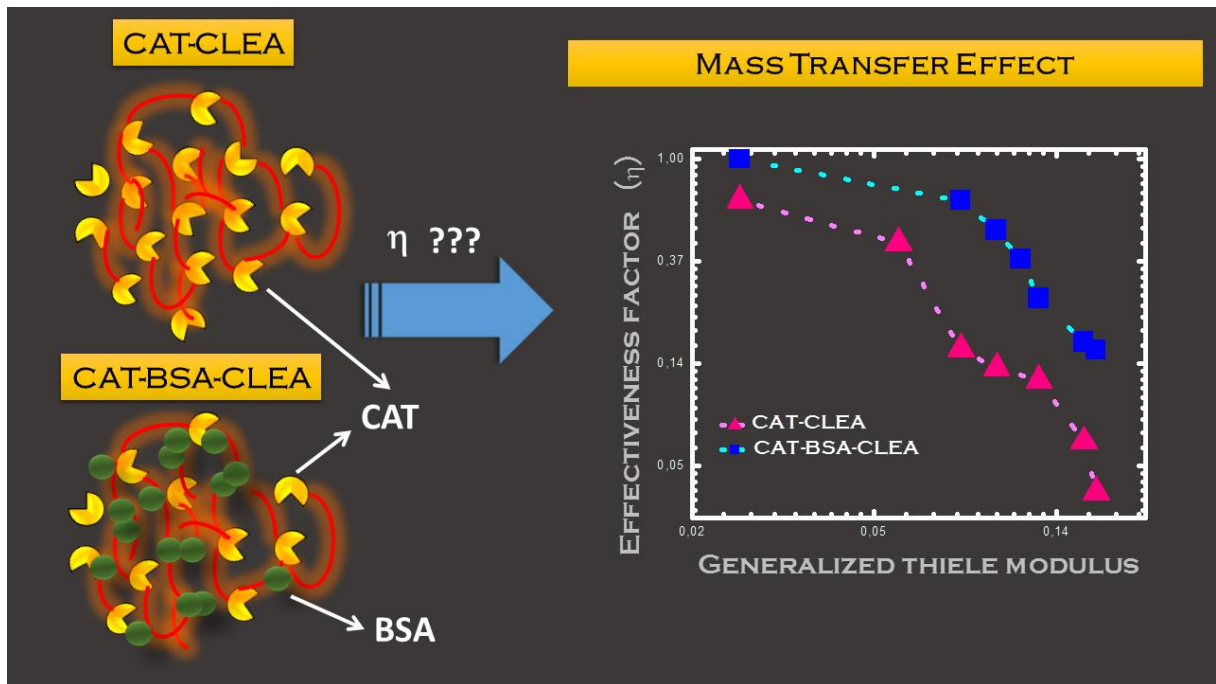 CAT-CLEA
MASS TRANSFER EFFECT
η ???
CAT-BSA-CLEA
CAT
BSA
EFFECTIVENESS FACTOR (η)
1,00
0,37
0,14
0,05
CAT-CLEA
CAT-BSA-CLEA
0,02
0,05
0,14
GENERALIZED THIELE MODULUS